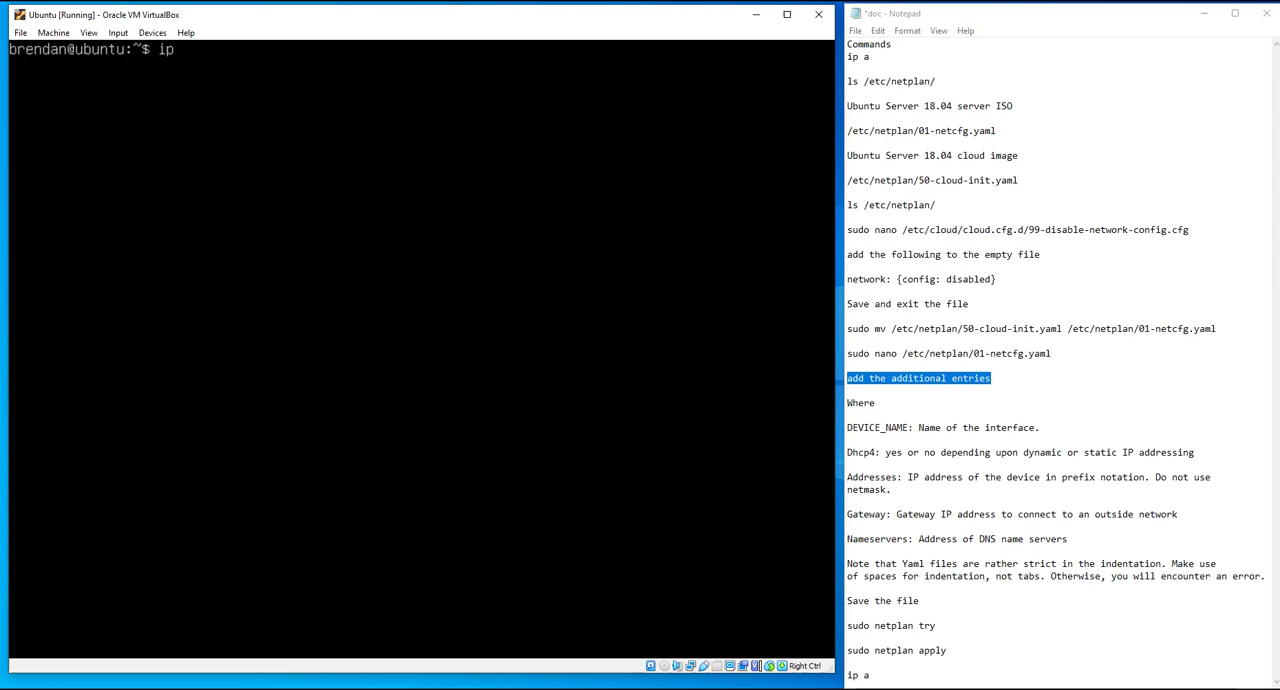 Ubuntu [Running] - Oracle VM VirtualBox
File Machine View Input Devices Help
brendan@ubuntu:~$ ip
Right Ctrl
*doc - Notepad
File Edit Format View Help
Commands
ip a
ls /etc/netplan/
Ubuntu Server 18.04 server ISO
/etc/netplan/01-netcfg.yaml
Ubuntu Server 18.04 cloud image
/etc/netplan/50-cloud-init.yaml
ls /etc/netplan/
sudo nano /etc/cloud/cloud.cfg.d/99-disable-network-config.cfg
add the following to the empty file
network: {config: disabled}
Save and exit the file
sudo mv /etc/netplan/50-cloud-init.yaml /etc/netplan/01-netcfg.yaml
sudo nano /etc/netplan/01-netcfg.yaml
add the additional entries
Where
DEVICE_NAME: Name of the interface.
Dhcp4: yes or no depending upon dynamic or static IP addressing
Addresses: IP address of the device in prefix notation. Do not use
netmask.
Gateway: Gateway IP address to connect to an outside network
Nameservers: Address of DNS name servers
Note that Yaml files are rather strict in the indentation. Make use
of spaces for indentation, not tabs. Otherwise, you will encounter an error.
Save the file
sudo netplan try
sudo netplan apply
ip a